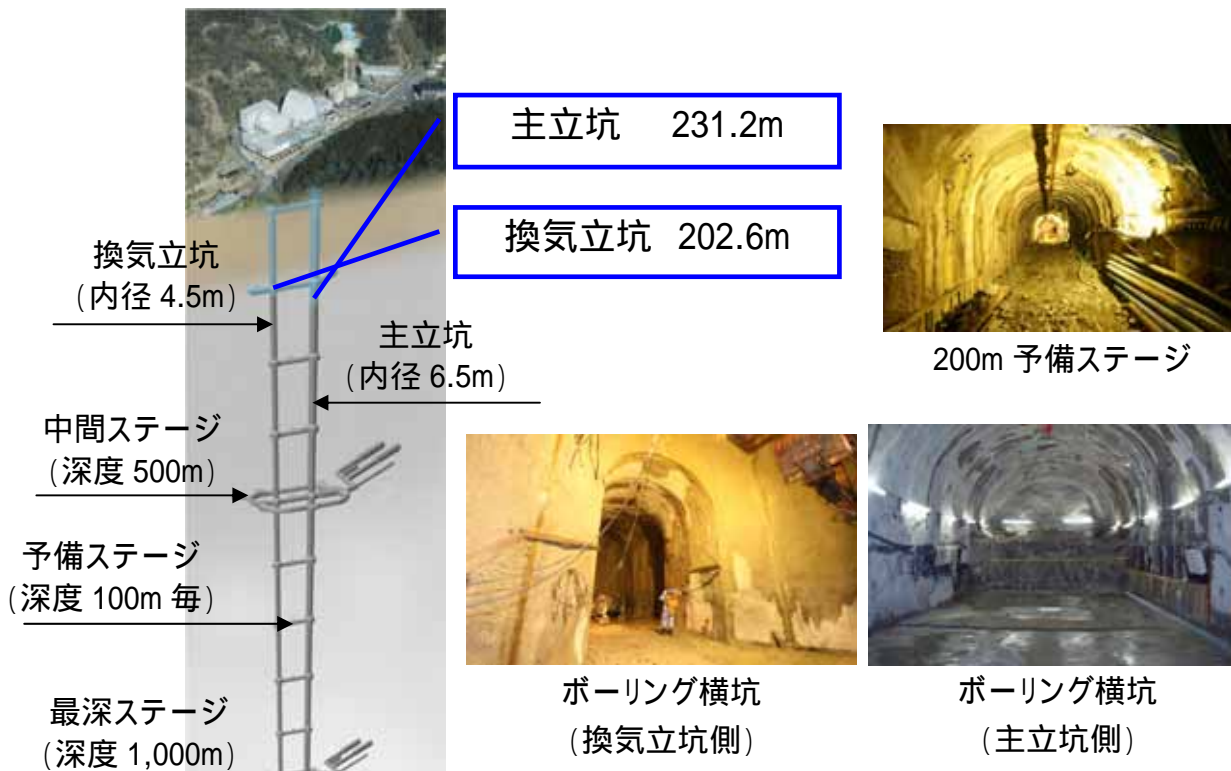 主立坑 231.2m
換気立坑 202.6m
換気立坑
(内径 4.5m)
主立坑
(内径 6.5m)
中間ステージ
(深度 500m)
予備ステージ
(深度 100m 毎)
最深ステージ
(深度 1,000m)
200m 予備ステージ
ボーリング横坑
(換気立坑側)
ボーリング横坑
(主立坑側)